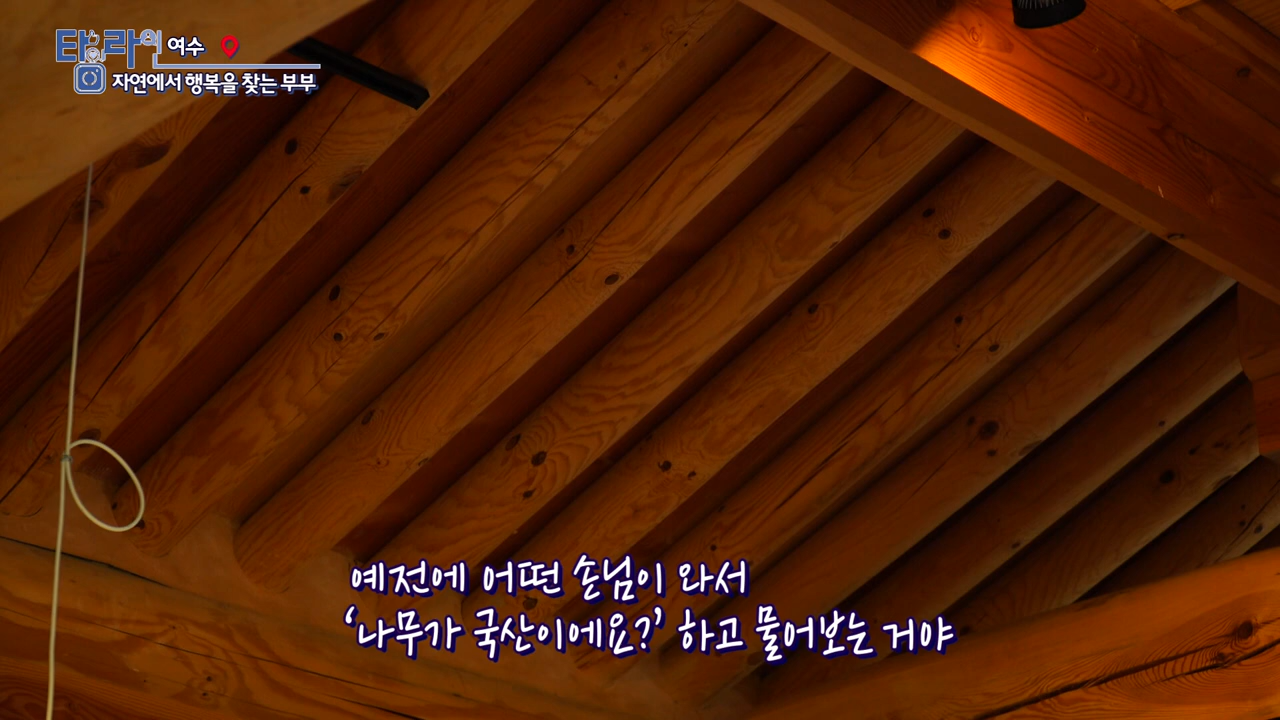 타라의 여수
자연에서 행복을 찾는 부부
예전에 어떤 손님이 와서
‘나무가 국산이에요?’ 하고 물어보는 거야